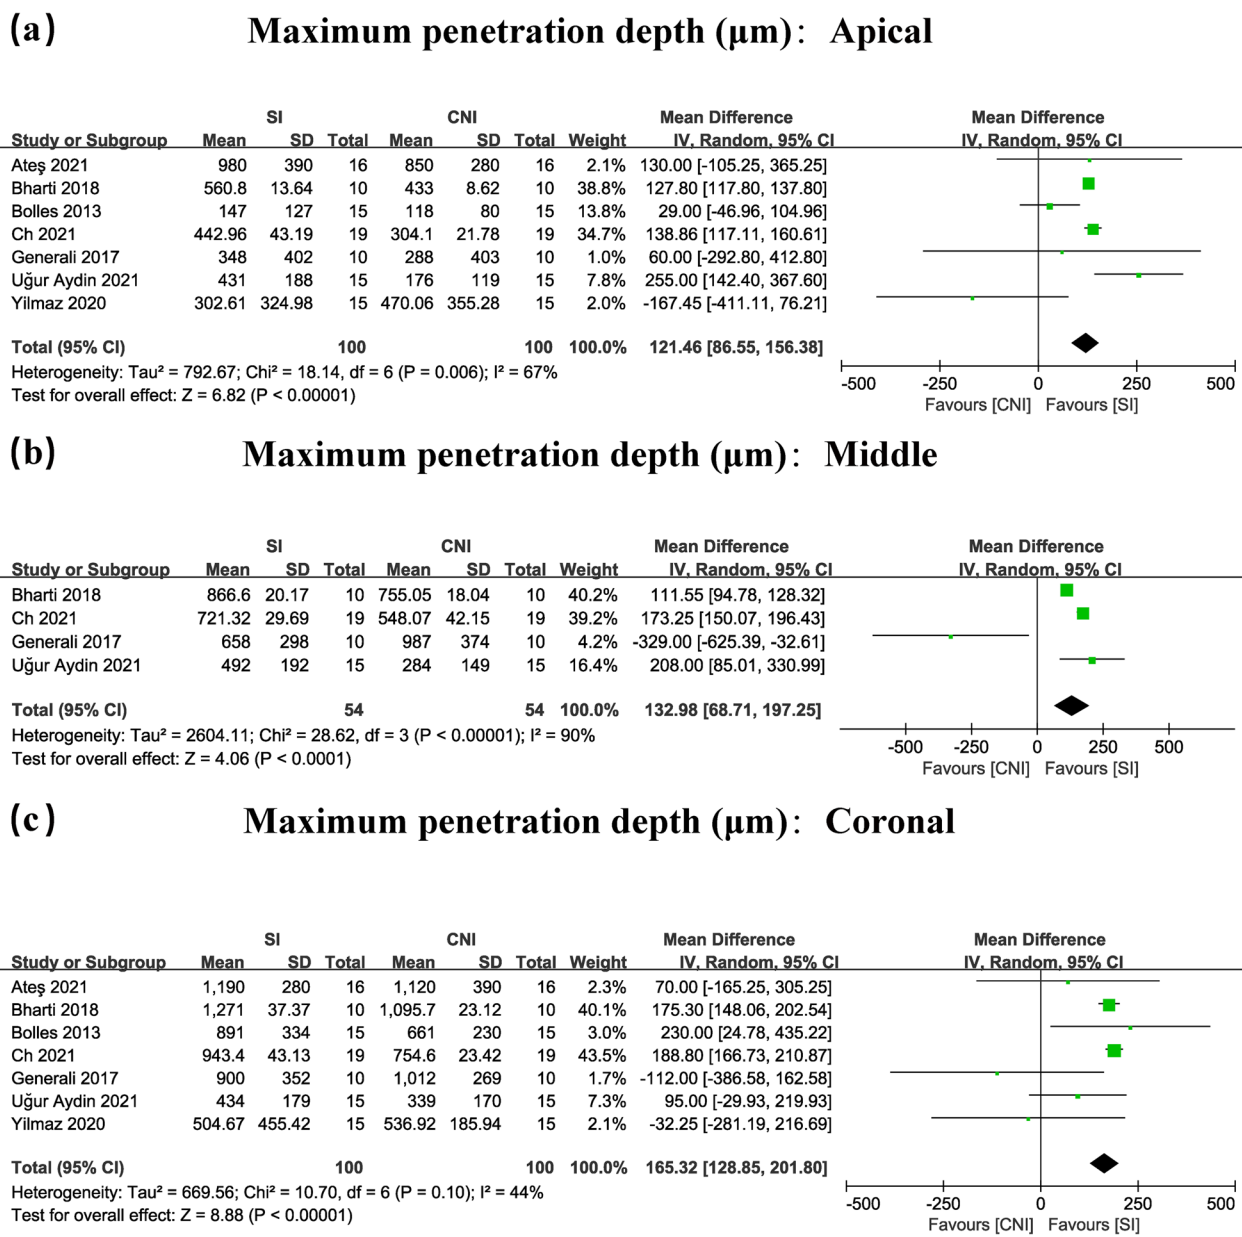 (a) Maximum penetration depth (μm): Apical
SI CNI Mean Difference Mean Difference
Study or Subgroup Mean SD Total Mean SD Total Weight IV, Random, 95% CI IV, Random, 95% CI
Ateş 2021 980 390 16 850 280 16 2.1% 130.00 [-105.25, 365.25]
Bharti 2018 560.8 13.64 10 433 8.62 10 38.8% 127.80 [117.80, 137.80]
Bolles 2013 147 127 15 118 80 15 13.8% 29.00 [-46.96, 104.96]
Ch 2021 442.96 43.19 19 304.1 21.78 19 34.7% 138.86 [117.11, 160.61]
Generali 2017 348 402 10 288 403 10 1.0% 60.00 [-292.80, 412.80]
Uğur Aydin 2021 431 188 15 176 119 15 7.8% 255.00 [142.40, 367.60]
Yilmaz 2020 302.61 324.98 15 470.06 355.28 15 2.0% -167.45 [-411.11, 76.21]
Total (95% CI) 100 100 100.0% 121.46 [86.55, 156.38]
Heterogeneity: Tau² = 792.67; Chi² = 18.14, df = 6 (P = 0.006); I² = 67%
Test for overall effect: Z = 6.82 (P < 0.00001)
-500 -250 0 250 500
Favours [CNI] Favours [SI]
(b) Maximum penetration depth (μm): Middle
SI CNI Mean Difference Mean Difference
Study or Subgroup Mean SD Total Mean SD Total Weight IV, Random, 95% CI IV, Random, 95% CI
Bharti 2018 866.6 20.17 10 755.05 18.04 10 40.2% 111.55 [94.78, 128.32]
Ch 2021 721.32 29.69 19 548.07 42.15 19 39.2% 173.25 [150.07, 196.43]
Generali 2017 658 298 10 987 374 10 4.2% -329.00 [-625.39, -32.61]
Uğur Aydin 2021 492 192 15 284 149 15 16.4% 208.00 [85.01, 330.99]
Total (95% CI) 54 54 100.0% 132.98 [68.71, 197.25]
Heterogeneity: Tau² = 2604.11; Chi² = 28.62, df = 3 (P < 0.00001); I² = 90%
Test for overall effect: Z = 4.06 (P < 0.0001)
-500 -250 0 250 500
Favours [CNI] Favours [SI]
(c) Maximum penetration depth (μm): Coronal
SI CNI Mean Difference Mean Difference
Study or Subgroup Mean SD Total Mean SD Total Weight IV, Random, 95% CI IV, Random, 95% CI
Ateş 2021 1,190 280 16 1,120 390 16 2.3% 70.00 [-165.25, 305.25]
Bharti 2018 1,271 37.37 10 1,095.7 23.12 10 40.1% 175.30 [148.06, 202.54]
Bolles 2013 891 334 15 661 230 15 3.0% 230.00 [24.78, 435.22]
Ch 2021 943.4 43.13 19 754.6 23.42 19 43.5% 188.80 [166.73, 210.87]
Generali 2017 900 352 10 1,012 269 10 1.7% -112.00 [-386.58, 162.58]
Uğur Aydin 2021 434 179 15 339 170 15 7.3% 95.00 [-29.93, 219.93]
Yilmaz 2020 504.67 455.42 15 536.92 185.94 15 2.1% -32.25 [-281.19, 216.69]
Total (95% CI) 100 100 100.0% 165.32 [128.85, 201.80]
Heterogeneity: Tau² = 669.56; Chi² = 10.70, df = 6 (P = 0.10); I² = 44%
Test for overall effect: Z = 8.88 (P < 0.00001)
-500 -250 0 250 500
Favours [CNI] Favours [SI]